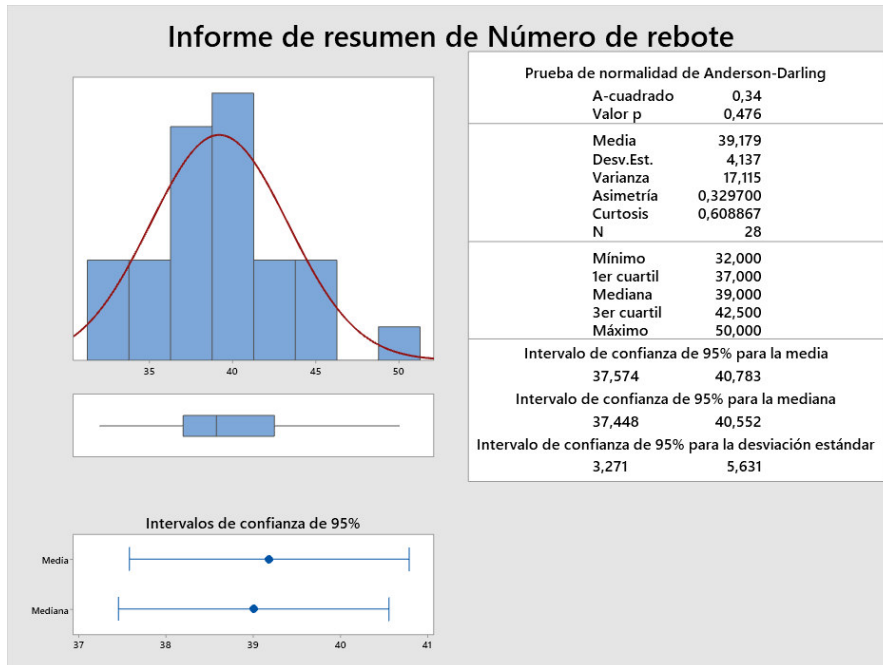 Informe de resumen de Número de rebote
35 40 45 50
Intervalos de confianza de 95%
Media
Mediana
37 38 39 40 41
Prueba de normalidad de Anderson-Darling
A-cuadrado 0,34
Valor p 0,476
Media 39,179
Desv.Est. 4,137
Varianza 17,115
Asimetría 0,329700
Curtosis 0,608867
N 28
Mínimo 32,000
1er cuartil 37,000
Mediana 39,000
3er cuartil 42,500
Máximo 50,000
Intervalo de confianza de 95% para la media
37,574 40,783
Intervalo de confianza de 95% para la mediana
37,448 40,552
Intervalo de confianza de 95% para la desviación estándar
3,271 5,631